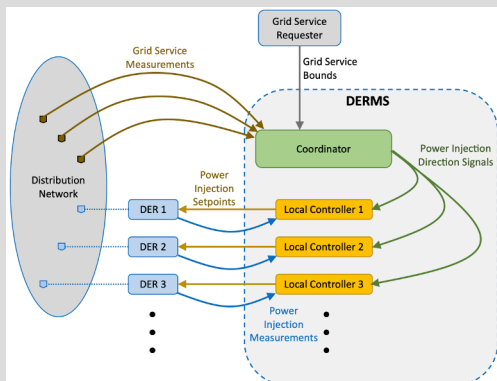 Grid Service
Requester
Grid Service
Measurements
Grid Service
Bounds
DERMS
Coordinator
Power Injection
Direction Signals
Distribution
Network
Power
Injection
Setpoints
DER 1
Local Controller 1
DER 2
Local Controller 2
DER 3
Local Controller 3
Power
Injection
Measurements